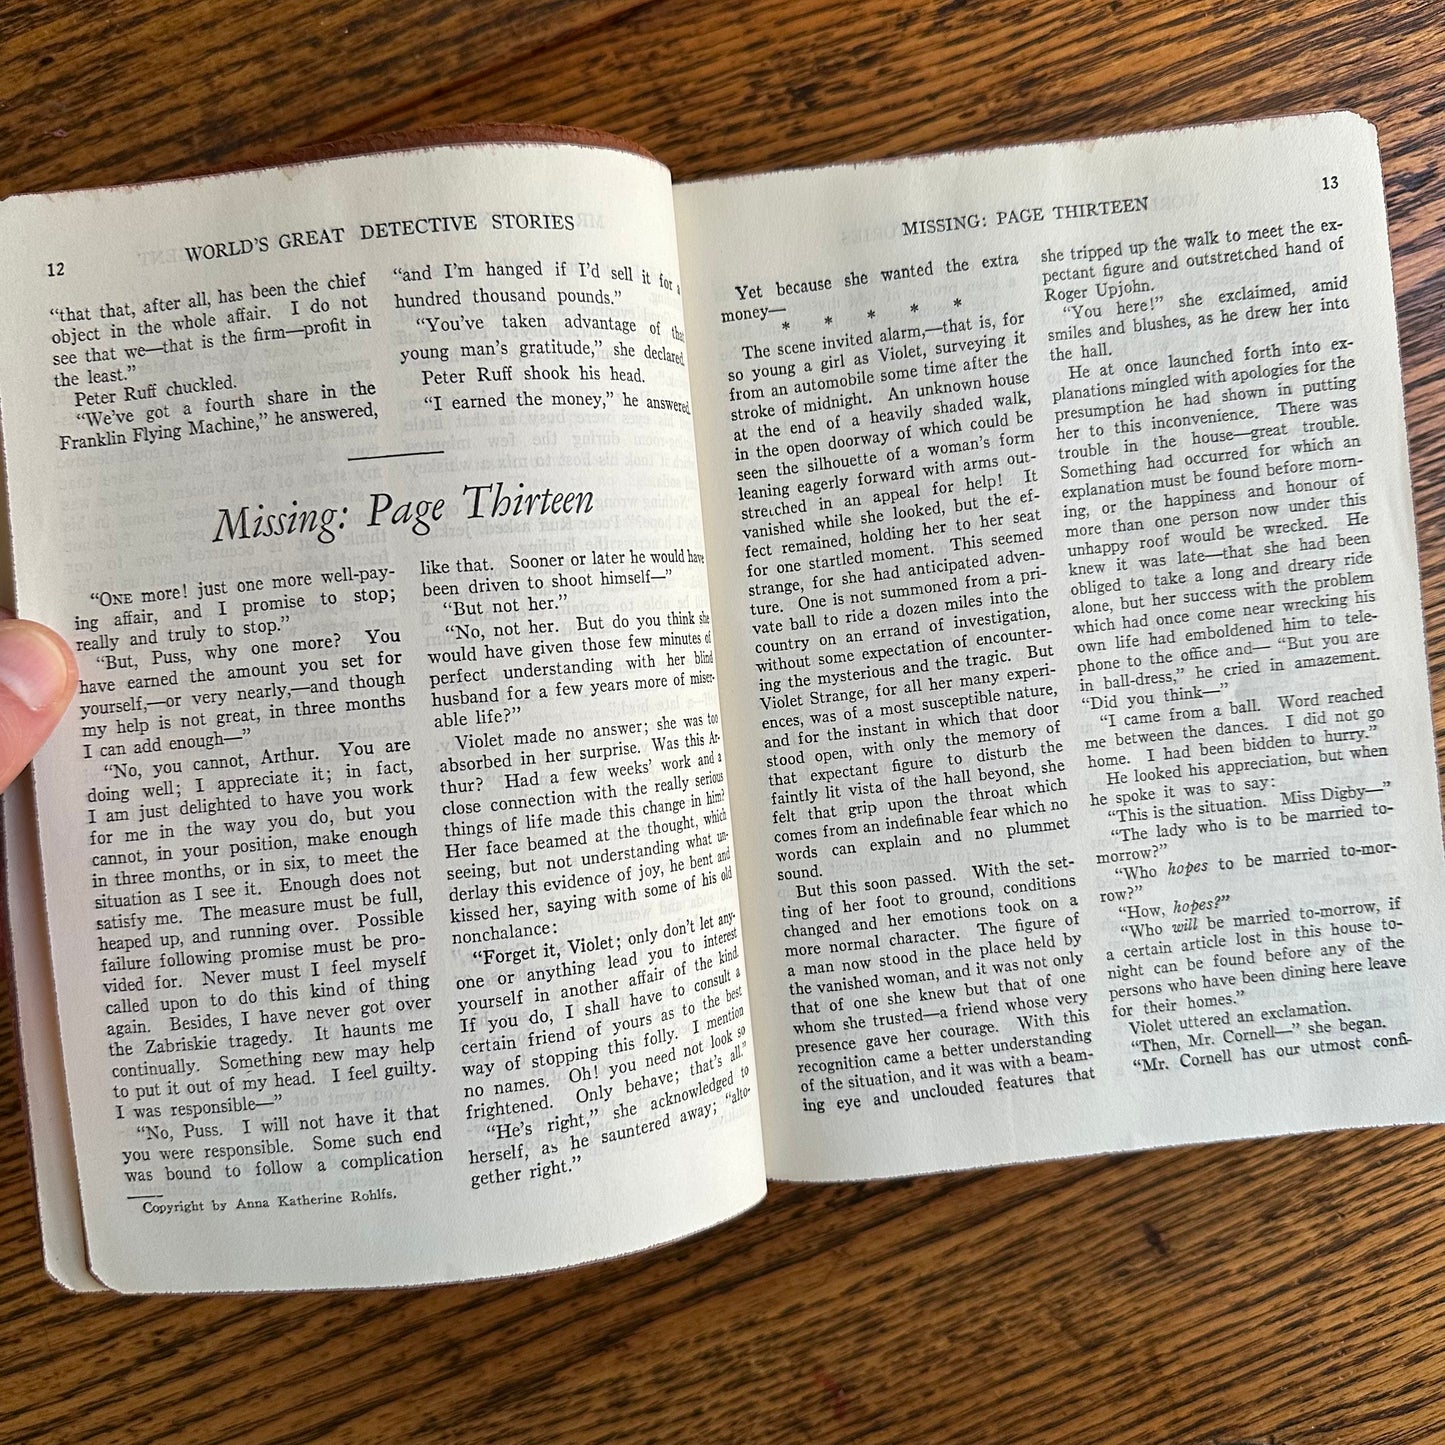 12
WORLD'S GREAT DETECTIVE STORIES
“that that, after all, has been the chief
object in the whole affair. I do not
see that we—that is the firm—profit in
the least.”
Peter Ruff chuckled.
“We've got a fourth share in the
Franklin Flying Machine,” he answered,
“and I'm hanged if I'd sell it for a
hundred thousand pounds.”
“You've taken advantage of that
young man's gratitude,” she declared.
Peter Ruff shook his head.
“I earned the money,” he answered
Missing: Page Thirteen
“ONE more! just one more well-pay-
ing affair, and I promise to stop;
really and truly to stop.”
“But, Puss, why one more? You
have earned the amount you set for
yourself,—or very nearly,—and though
my help is not great, in three months
I can add enough—”
“No, you cannot, Arthur. You are
doing well; I appreciate it; in fact,
I am just delighted to have you work
for me in the way you do, but you
cannot, in your position, make enough
in three months, or in six, to meet the
situation as I see it. Enough does not
satisfy me. The measure must be full,
heaped up, and running over. Possible
failure following promise must be pro-
vided for. Never must I feel myself
called upon to do this kind of thing
again. Besides, I have never got over
the Zabriskie tragedy. It haunts me
continually. Something new may help
to put it out of my head. I feel guilty.
I was responsible—”
“No, Puss. I will not have it that
you were responsible. Some such end
was bound to follow a complication
Copyright by Anna Katherine Rohlfs.
like that. Sooner or later he would have
been driven to shoot himself—”
“But not her.”
“No, not her. But do you think she
would have given those few minutes of
perfect understanding with her blind
husband for a few years more of miser-
able life?”
Violet made no answer; she was too
absorbed in her surprise. Was this Ar-
thur? Had a few weeks' work and a
close connection with the really serious
things of life made this change in him?
Her face beamed at the thought, which
seeing, but not understanding what un-
derlay this evidence of joy, he bent and
kissed her, saying with some of his old
nonchalance:
“Forget it, Violet; only don't let any-
one or anything lead you to interest
yourself in another affair of the kind.
If you do, I shall have to consult a
certain friend of yours as to the best
way of stopping this folly. I mention
no names. Oh! you need not look so
frightened. Only behave; that's all.”
“He's right,” she acknowledged to
herself, as he sauntered away; “alto-
gether right.”
MISSING: PAGE THIRTEEN
13
Yet because she wanted the extra
money—
* * * * *
The scene invited alarm,—that is, for
so young a girl as Violet, surveying it
from an automobile some time after the
stroke of midnight. An unknown house
at the end of a heavily shaded walk,
in the open doorway of which could be
seen the silhouette of a woman's form
leaning eagerly forward with arms out-
stretched in an appeal for help! It
vanished while she looked, but the ef-
fect remained, holding her to her seat
for one startled moment. This seemed
strange, for she had anticipated adven-
ture. One is not summoned from a pri-
vate ball to ride a dozen miles into the
country on an errand of investigation,
without some expectation of encounter-
ing the mysterious and the tragic. But
Violet Strange, for all her many experi-
ences, was of a most susceptible nature,
and for the instant in which that door
stood open, with only the memory of
that expectant figure to disturb the
faintly lit vista of the hall beyond, she
felt that grip upon the throat which
comes from an indefinable fear which no
words can explain and no plummet
sound.
But this soon passed. With the set-
ting of her foot to ground, conditions
changed and her emotions took on a
more normal character. The figure of
a man now stood in the place held by
the vanished woman, and it was not only
that of one she knew but that of one
whom she trusted—a friend whose very
presence gave her courage. With this
recognition came a better understanding
of the situation, and it was with a beam-
ing eye and unclouded features that
she tripped up the walk to meet the ex-
pectant figure and outstretched hand of
Roger Upjohn.
“You here!” she exclaimed, amid
smiles and blushes, as he drew her into
the hall.
He at once launched forth into ex-
planations mingled with apologies for the
presumption he had shown in putting
her to this inconvenience. There was
trouble in the house—great trouble.
Something had occurred for which an
explanation must be found before morn-
ing, or the happiness and honour of
more than one person now under this
unhappy roof would be wrecked. He
knew it was late—that she had been
obliged to take a long and dreary ride
alone, but her success with the problem
which had once come near wrecking his
own life had emboldened him to tele-
phone to the office and— “But you are
in ball-dress,” he cried in amazement.
“Did you think—”
“I came from a ball. Word reached
me between the dances. I did not go
home. I had been bidden to hurry.”
He looked his appreciation, but when
he spoke it was to say:
“This is the situation. Miss Digby—”
“The lady who is to be married to-
morrow?”
“Who hopes to be married to-mor-
row?”
“How, hopes?”
“Who will be married to-morrow, if
a certain article lost in this house to-
night can be found before any of the
persons who have been dining here leave
for their homes.”
Violet uttered an exclamation.
“Then, Mr. Cornell—” she began.
“Mr. Cornell has our utmost confi-